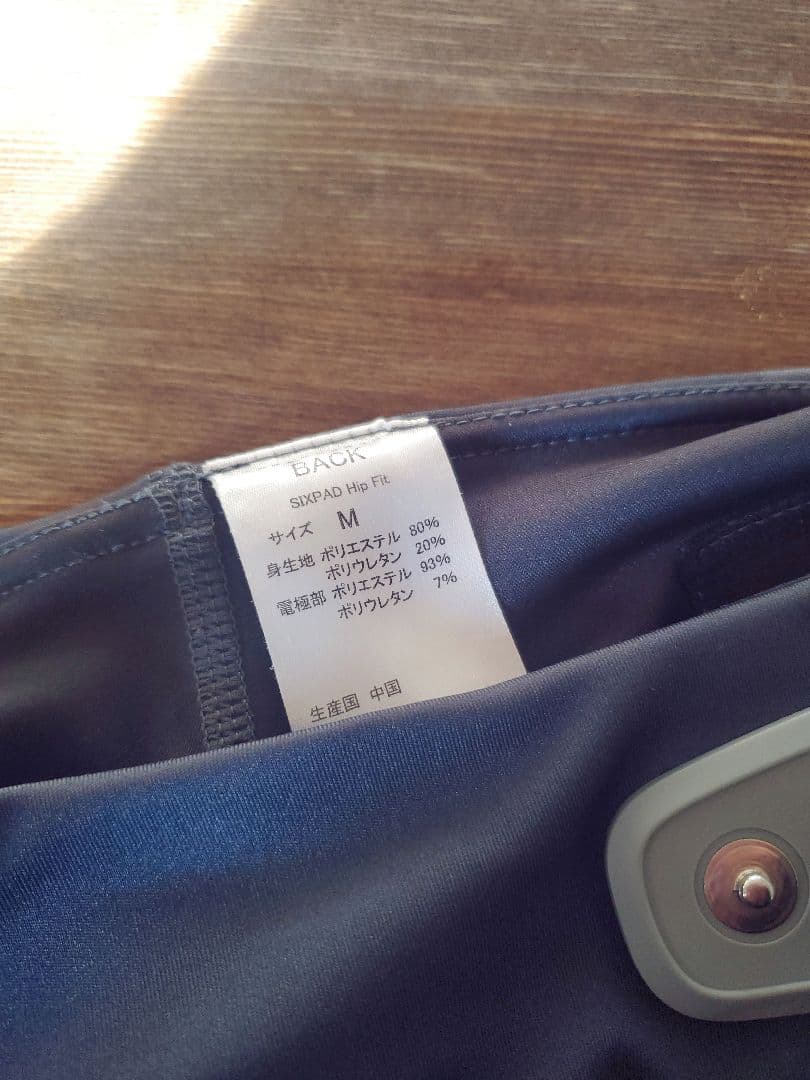 BACK
SIXPAD Hip Fit
サイズ M
身生地 ポリエステル 80%
ポリウレタン 20%
電極部 ポリエステル 93%
ポリウレタン 7%
生産国 中国